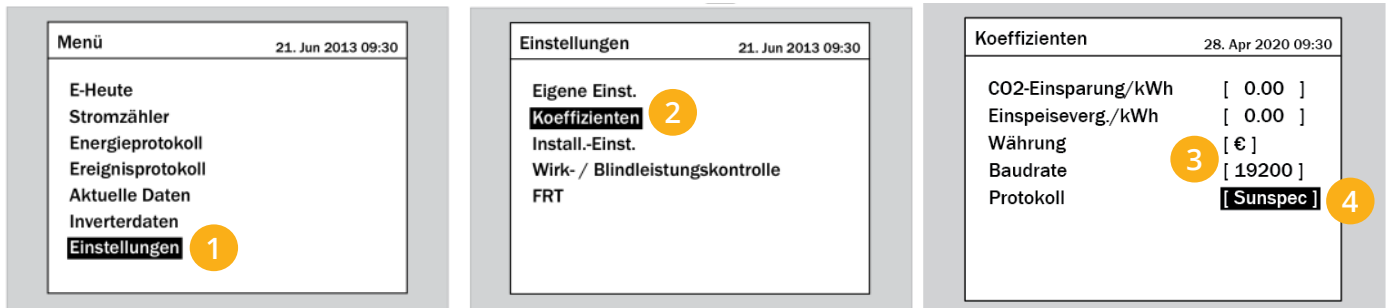 Menü 21. Jun 2013 09:30
E-Heute
Stromzähler
Energieprotokoll
Ereignisprotokoll
Aktuelle Daten
Inverterdaten
Einstellungen 1
Einstellungen 21. Jun 2013 09:30
Eigene Einst.
Koeffizienten 2
Install.-Einst.
Wirk- / Blindleistungskontrolle
FRT
Koeffizienten 28. Apr 2020 09:30
CO2-Einsparung/kWh [ 0.00 ]
Einspeiseverg./kWh [ 0.00 ]
Währung [ € ]
3
Baudrate [ 19200 ]
Protokoll [ Sunspec ] 4